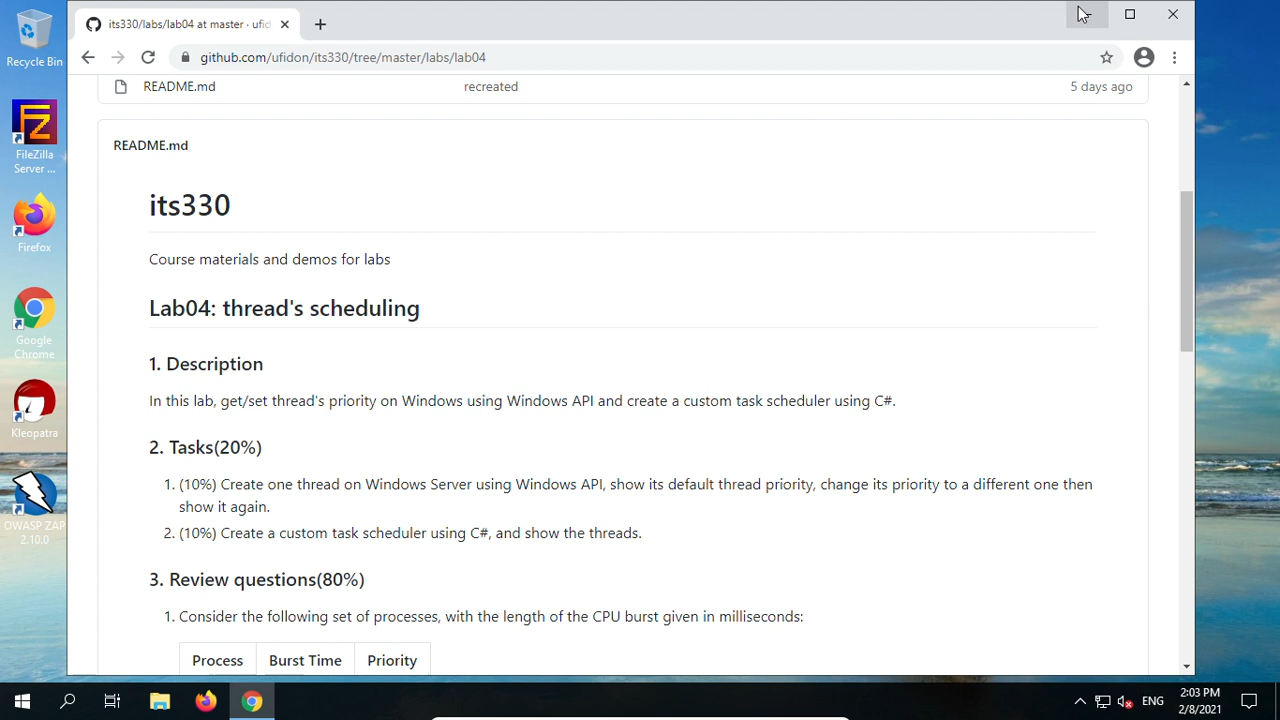 its330/labs/lab04 at master · ufid
github.com/ufidon/its330/tree/master/labs/lab04
README.md recreated 5 days ago
README.md
its330
Course materials and demos for labs
Lab04: thread's scheduling
1. Description
In this lab, get/set thread's priority on Windows using Windows API and create a custom task scheduler using C#.
2. Tasks(20%)
1. (10%) Create one thread on Windows Server using Windows API, show its default thread priority, change its priority to a different one then
show it again.
2. (10%) Create a custom task scheduler using C#, and show the threads.
3. Review questions(80%)
1. Consider the following set of processes, with the length of the CPU burst given in milliseconds:
Process Burst Time Priority
Recycle Bin
FileZilla
Server ...
Firefox
Google
Chrome
Kleopatra
OWASP ZAP
2.10.0
ENG
2:03 PM
2/8/2021